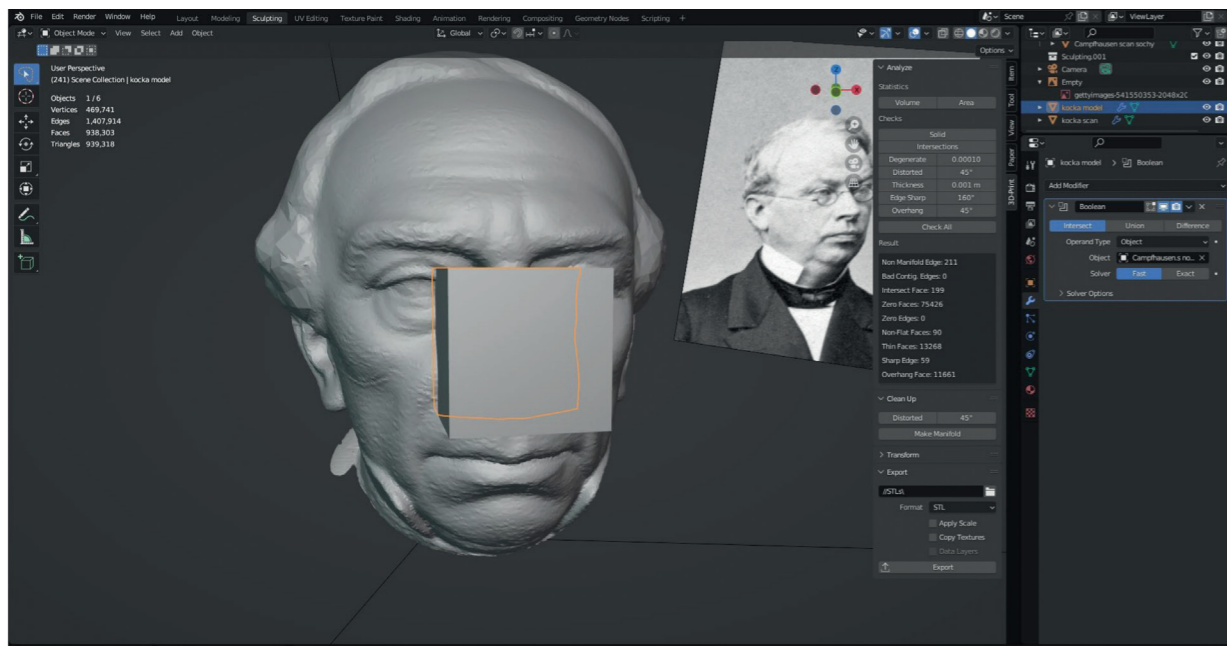 File Edit Render Window Help Layout Modeling Sculpting UV Editing Texture Paint Shading Animation Rendering Compositing Geometry Nodes Scripting + Scene ViewLayer
Object Mode View Select Add Object Global
Options
User Perspective
(241) Scene Collection | kocka model
Objects 1/6
Vertices 469,741
Edges 1,407,914
Faces 938,303
Triangles 939,318
Z
X
Analyze
Statistics
Volume Area
Checks
Solid
Intersections
Degenerate 0.00010
Distorted 45°
Thickness 0.001 m
Edge Sharp 160°
Overhang 45°
Check All
Result
Non Manifold Edge: 211
Bad Contig. Edges: 0
Intersect Face: 199
Zero Faces: 75426
Zero Edges: 0
Non-Flat Faces: 90
Thin Faces: 13268
Sharp Edge: 59
Overhang Face: 11661
Clean Up
Distorted 45°
Make Manifold
Transform
Export
//STLs\
Format STL
Apply Scale
Copy Textures
Data Layers
Export
Item
Tool
View
Paper
3D-Print
Campfhausen scan sochy
Sculpting.001
Camera
Empty
gettyimages-541550353-2048x2
kocka model
kocka scan
kocka model > Boolean
Add Modifier
Boolean
Intersect Union Difference
Operand Type Object
Object Campfhausen.s no...
Solver Fast Exact
Solver Options